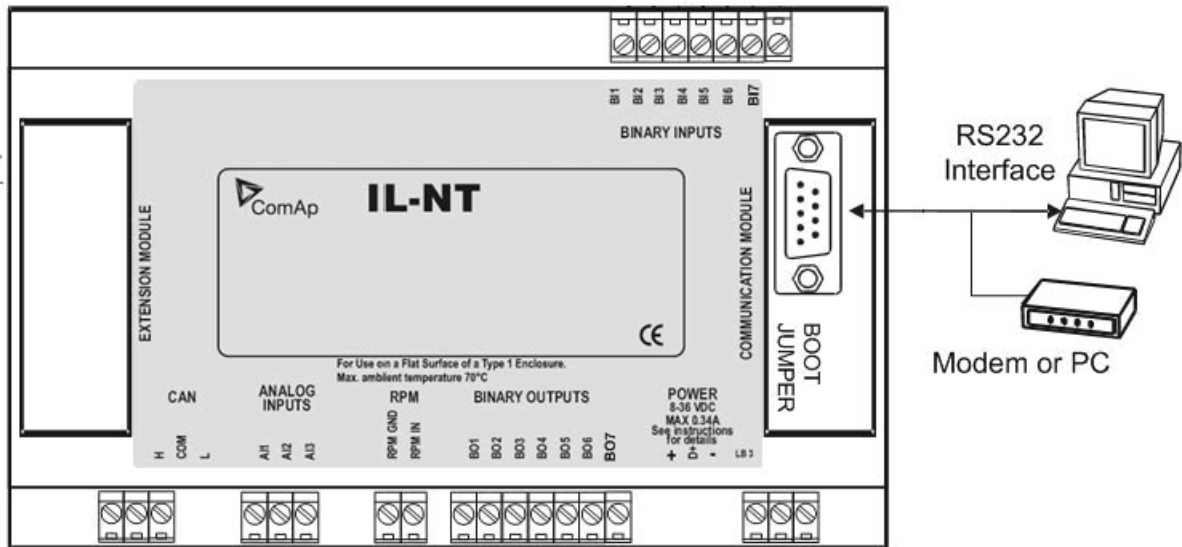 BI1 BI2 BI3 BI4 BI5 BI6 BI7
BINARY INPUTS
RS232
Interface
ComAp
IL-NT
EXTENSION MODULE
COMMUNICATION MODULE
CE
BOOT
JUMPER
Modem or PC
For Use on a Flat Surface of a Type 1 Enclosure.
Max. ambient temperature 70°C
CAN
ANALOG
INPUTS
RPM
BINARY OUTPUTS
POWER
8-36 VDC
MAX 0.34A
See instructions
for details
H COM L
AI1 AI2 AI3
RPM GND RPM IN
BO1 BO2 BO3 BO4 BO5 BO6 BO7
+ D+ -
LB 3